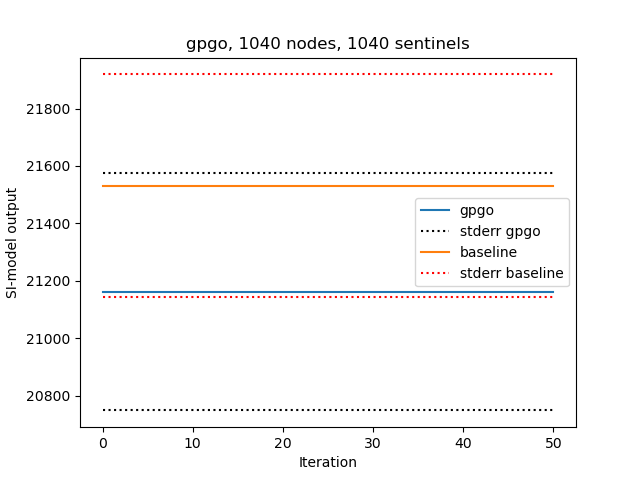 gpgo, 1040 nodes, 1040 sentinels
SI-model output
21800
21600
21400
21200
21000
20800
gpgo
stderr gpgo
baseline
stderr baseline
0 10 20 30 40 50
Iteration